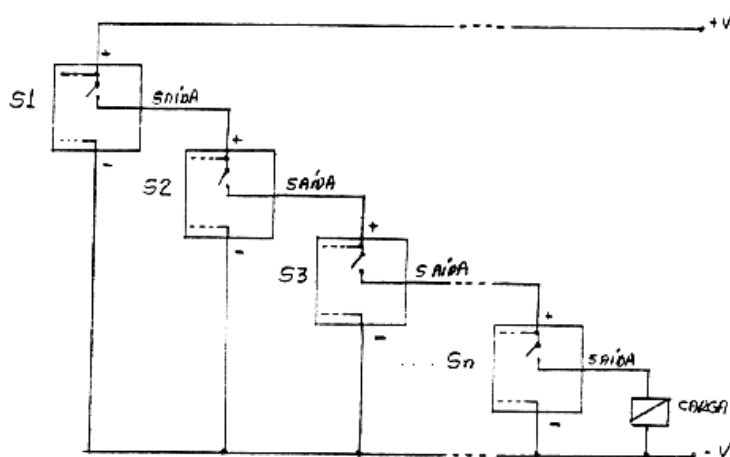 +V
+
S1
SAÍDA
-
+
S2
SAÍDA
-
+
S3
SAÍDA
-
+
.... Sn
SAÍDA
-
CARGA
- V